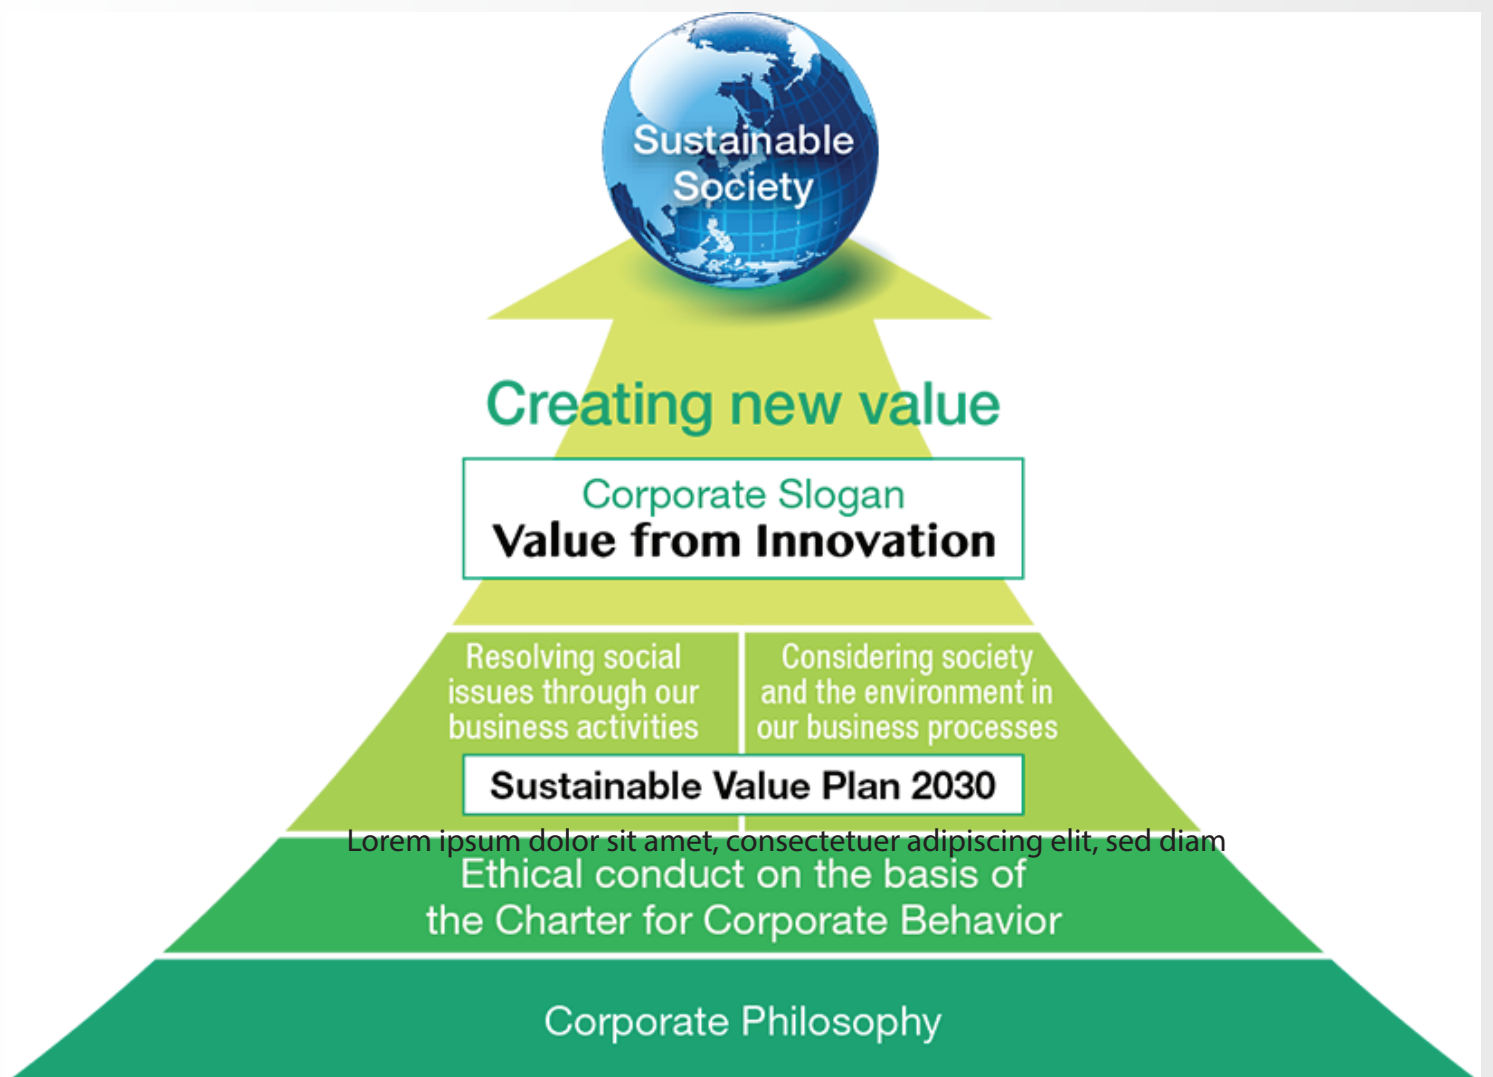 Sustainable
Society
Creating new value
Corporate Slogan
Value from Innovation
Resolving social
issues through our
business activities
Considering society
and the environment in
our business processes
Sustainable Value Plan 2030
Lorem ipsum dolor sit amet, consectetuer adipiscing elit, sed diam
Ethical conduct on the basis of
the Charter for Corporate Behavior
Corporate Philosophy